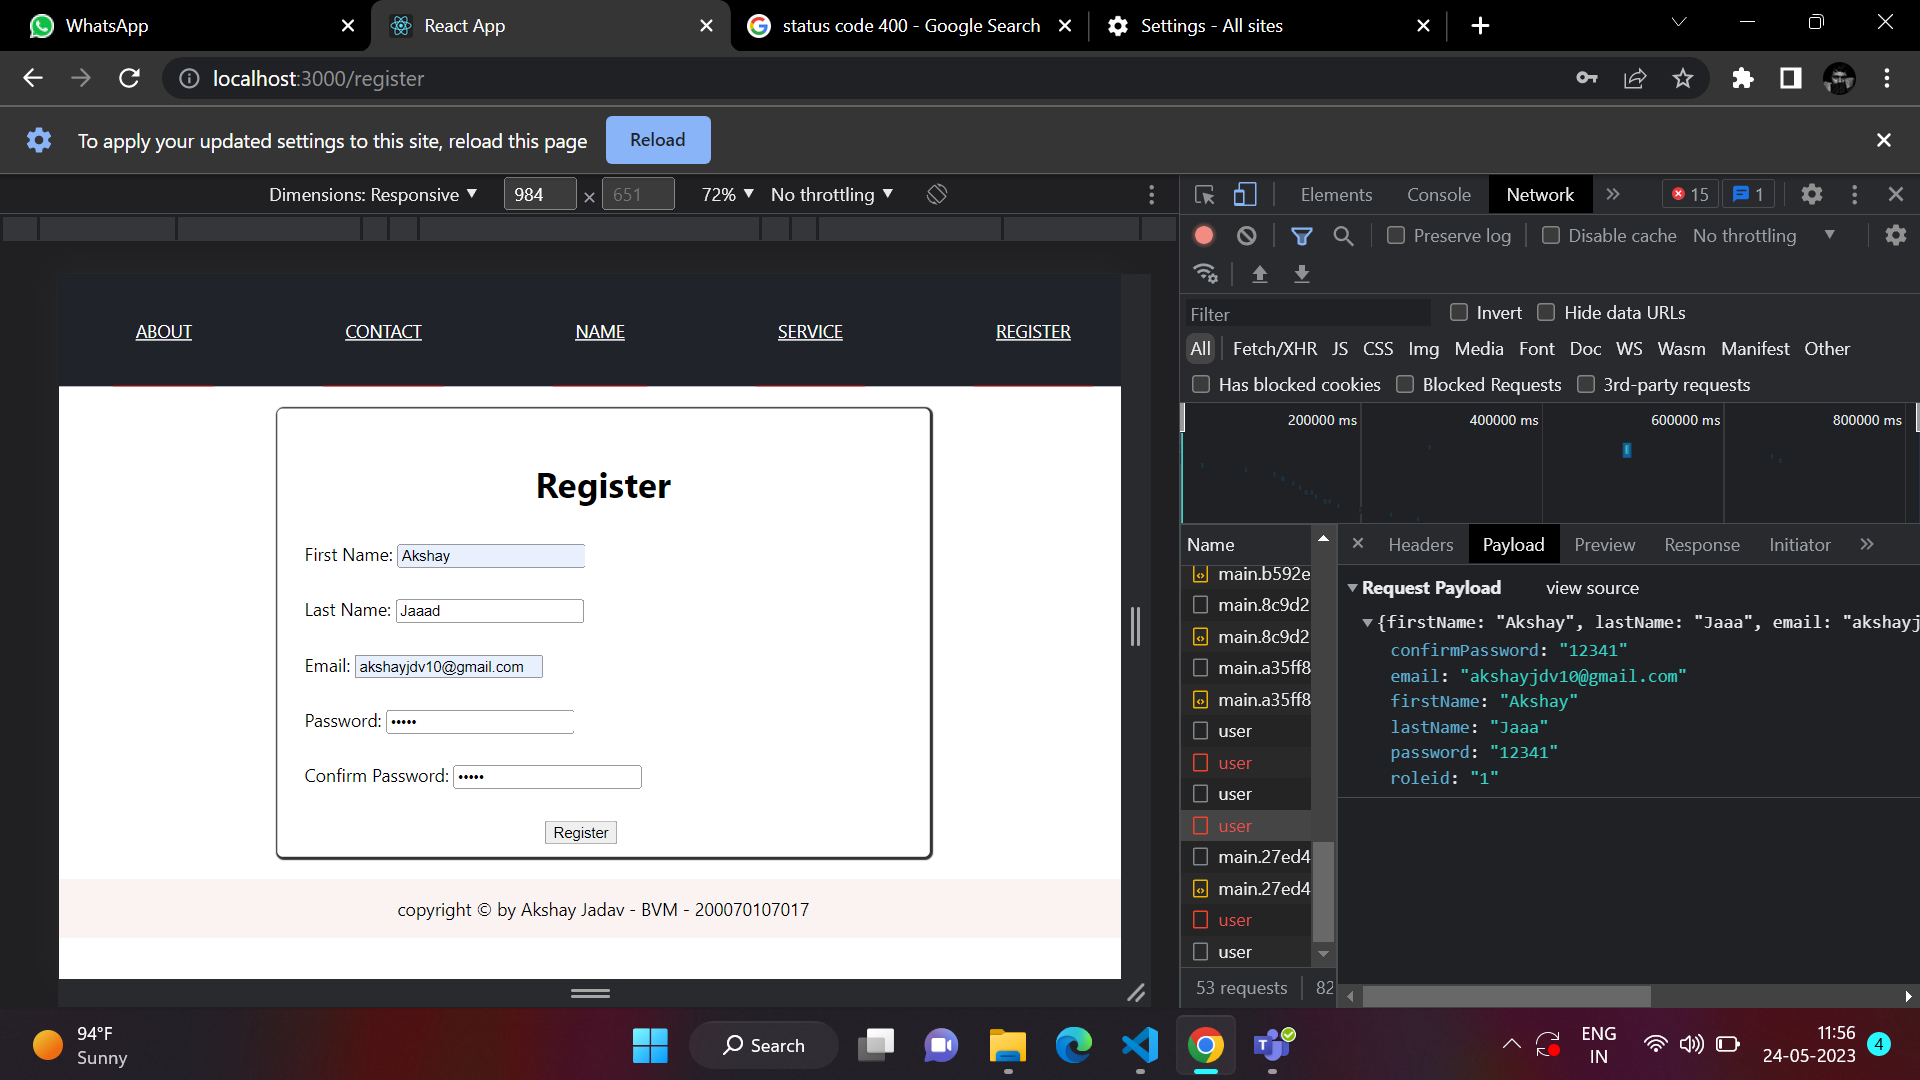 WhatsApp
React App
status code 400 - Google Search
Settings - All sites
localhost:3000/register
To apply your updated settings to this site, reload this page
Reload
Dimensions: Responsive
984 × 651
72%
No throttling
ABOUT
CONTACT
NAME
SERVICE
REGISTER
Register
First Name: Akshay
Last Name: Jaaad
Email: akshayjdv10@gmail.com
Password: •••••
Confirm Password: •••••
Register
copyright © by Akshay Jadav - BVM - 200070107017
Elements
Console
Network
15
1
Preserve log
Disable cache
No throttling
Filter
Invert
Hide data URLs
All
Fetch/XHR
JS
CSS
Img
Media
Font
Doc
WS
Wasm
Manifest
Other
Has blocked cookies
Blocked Requests
3rd-party requests
200000 ms
400000 ms
600000 ms
800000 ms
Name
main.b592e
main.8c9d2
main.8c9d2
main.a35ff8
main.a35ff8
user
user
user
user
main.27ed4
main.27ed4
user
user
53 requests
82
Headers
Payload
Preview
Response
Initiator
Request Payload
view source
{firstName: "Akshay", lastName: "Jaaa", email: "akshayj
confirmPassword: "12341"
email: "akshayjdv10@gmail.com"
firstName: "Akshay"
lastName: "Jaaa"
password: "12341"
roleid: "1"
94°F
Sunny
Search
ENG
IN
11:56
24-05-2023
4